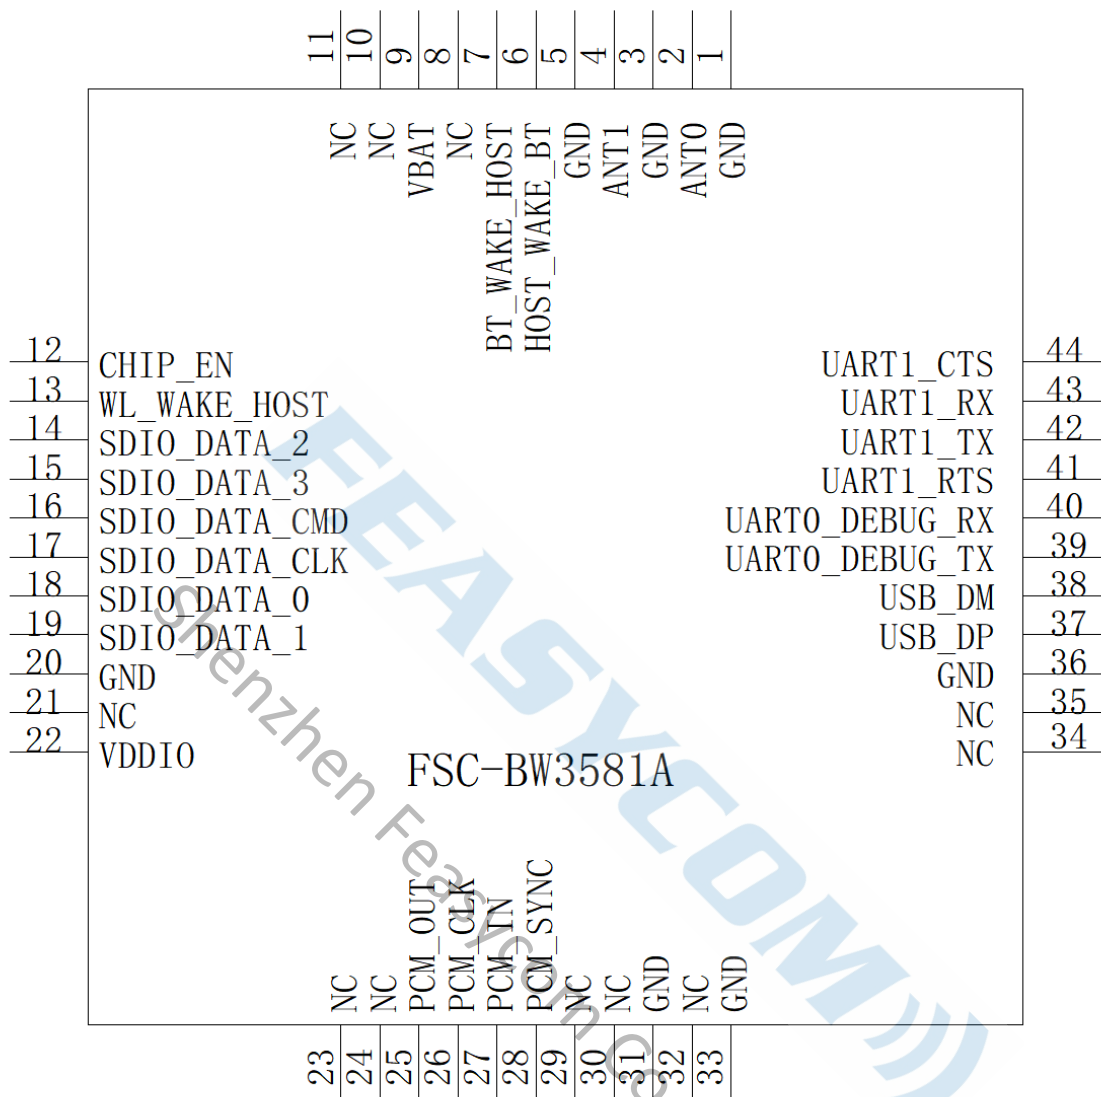 11 10 9 8 7 6 5 4 3 2 1
NC
NC
VBAT
NC
BT_WAKE_HOST
HOST_WAKE_BT
GND
ANT1
GND
ANT0
GND
12 CHIP_EN
13 WL_WAKE_HOST
14 SDIO_DATA_2
15 SDIO_DATA_3
16 SDIO_DATA_CMD
17 SDIO_DATA_CLK
18 SDIO_DATA_0
19 SDIO_DATA_1
20 GND
21 NC
22 VDDIO
UART1_CTS 44
UART1_RX 43
UART1_TX 42
UART1_RTS 41
UART0_DEBUG_RX 40
UART0_DEBUG_TX 39
USB_DM 38
USB_DP 37
GND 36
NC 35
NC 34
FSC-BW3581A
NC
NC
PCM_OUT
PCM_CLK
PCM_IN
PCM_SYNC
NC
NC
GND
NC
GND
23 24 25 26 27 28 29 30 31 32 33
FEASYCOM
Shenzhen Feasycom Co